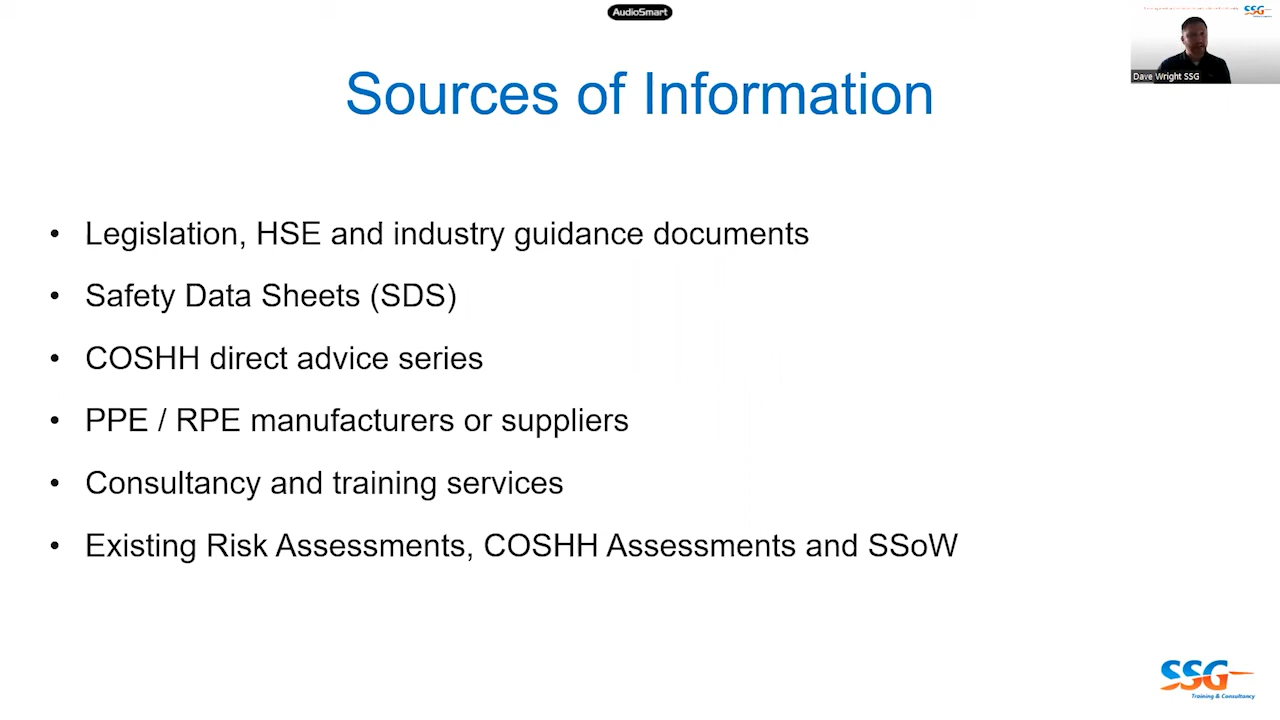 AudioSmart
SSG
Dave Wright SSG
Sources of Information
• Legislation, HSE and industry guidance documents
• Safety Data Sheets (SDS)
• COSHH direct advice series
• PPE / RPE manufacturers or suppliers
• Consultancy and training services
• Existing Risk Assessments, COSHH Assessments and SSoW
SSG
Training & Consultancy